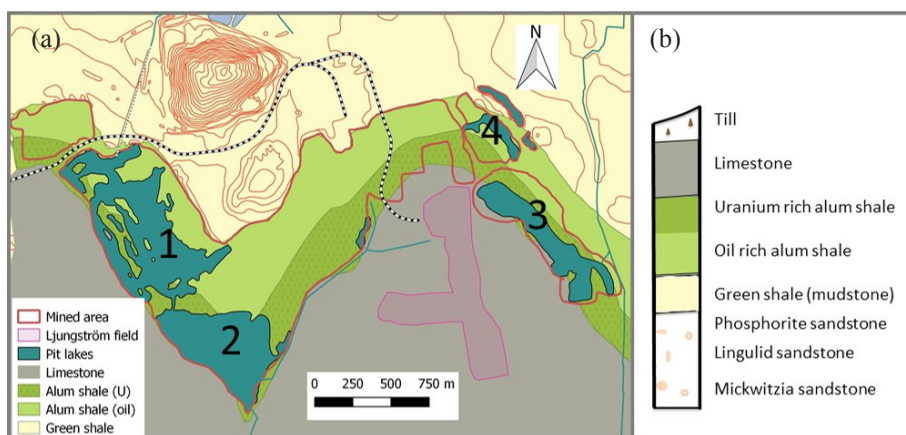 (a)
N
1
2
3
4
Mined area
Ljungström field
Pit lakes
Limestone
Alum shale (U)
Alum shale (oil)
Green shale
0 250 500 750 m
(b)
Till
Limestone
Uranium rich alum shale
Oil rich alum shale
Green shale (mudstone)
Phosphorite sandstone
Lingulid sandstone
Mickwitzia sandstone